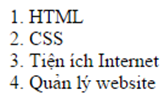 1. HTML
2. CSS
3. Tiện ích Internet
4. Quản lý website